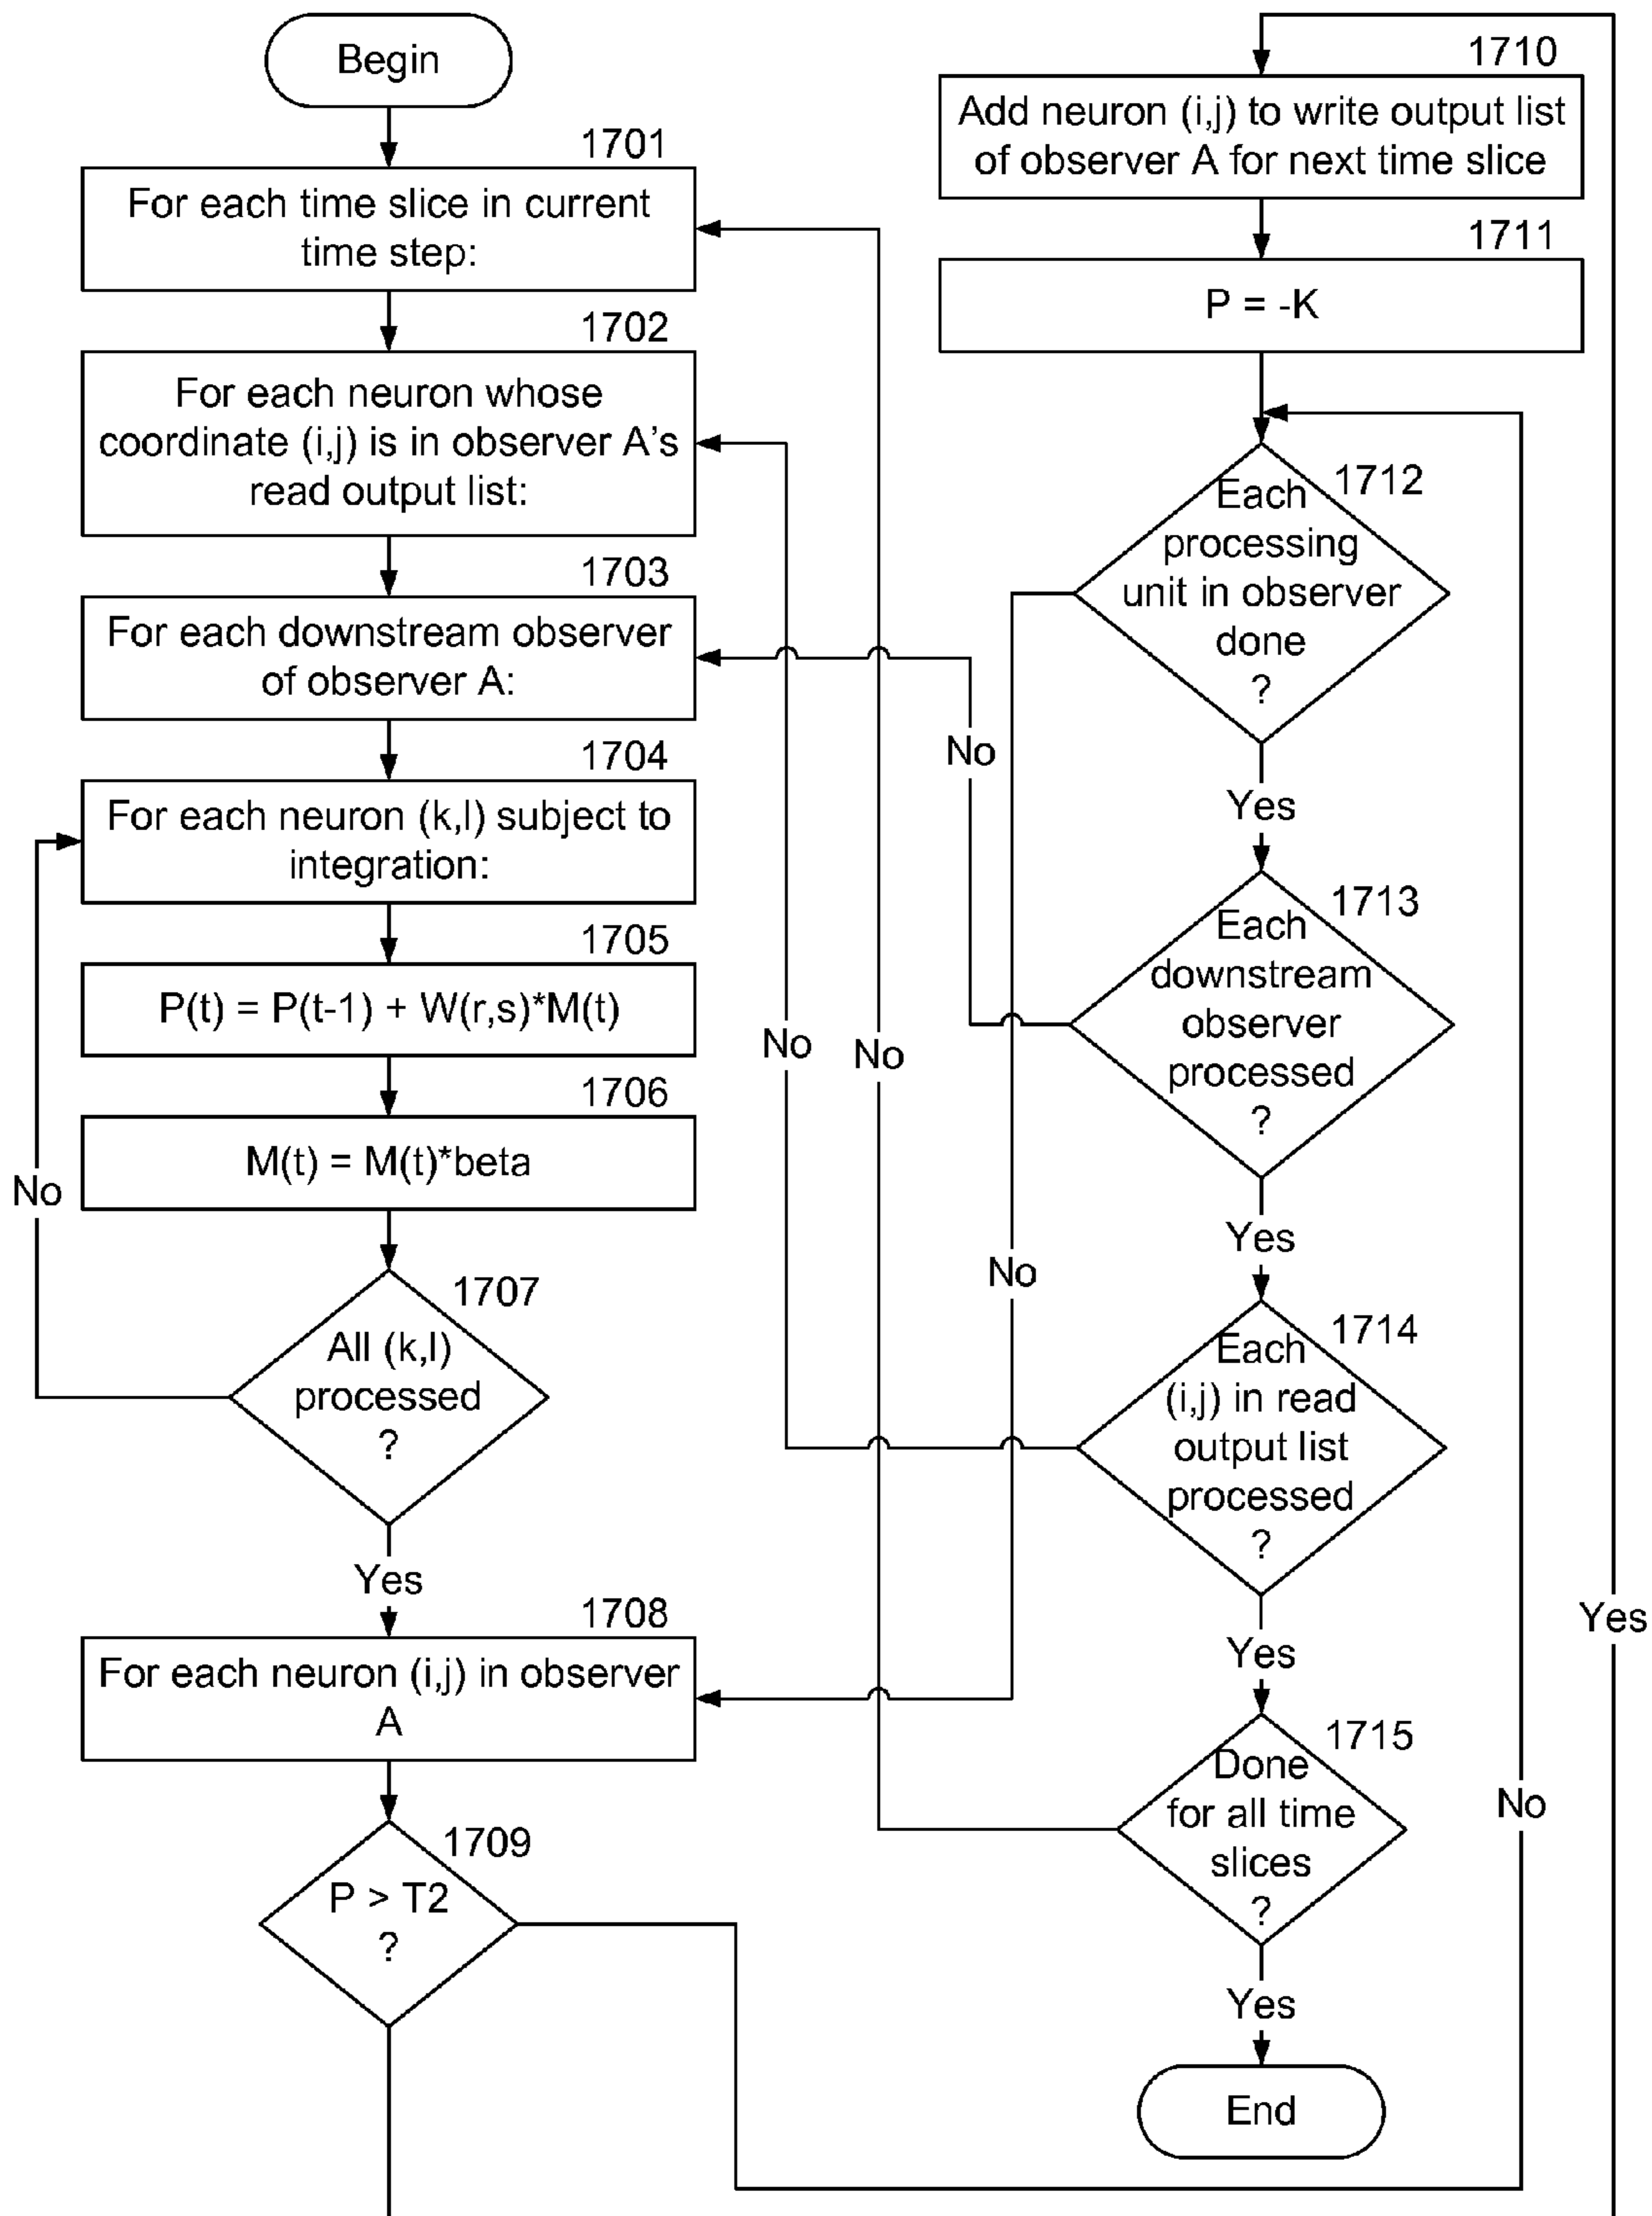 Begin
1701
For each time slice in current
time step:
1702
For each neuron whose
coordinate (i,j) is in observer A's
read output list:
1703
For each downstream observer
of observer A:
1704
For each neuron (k,l) subject to
integration:
1705
P(t) = P(t-1) + W(r,s)*M(t)
1706
M(t) = M(t)*beta
No
1707
All (k,l)
processed
?
Yes
1708
For each neuron (i,j) in observer
A
1709
P > T2
?
1710
Add neuron (i,j) to write output list
of observer A for next time slice
1711
P = -K
1712
Each
processing
unit in observer
done
?
No
Yes
1713
Each
downstream
observer
processed
?
No
No
Yes
No
1714
Each
(i,j) in read
output list
processed
?
Yes
Yes
1715
Done
for all time
slices
?
No
Yes
End